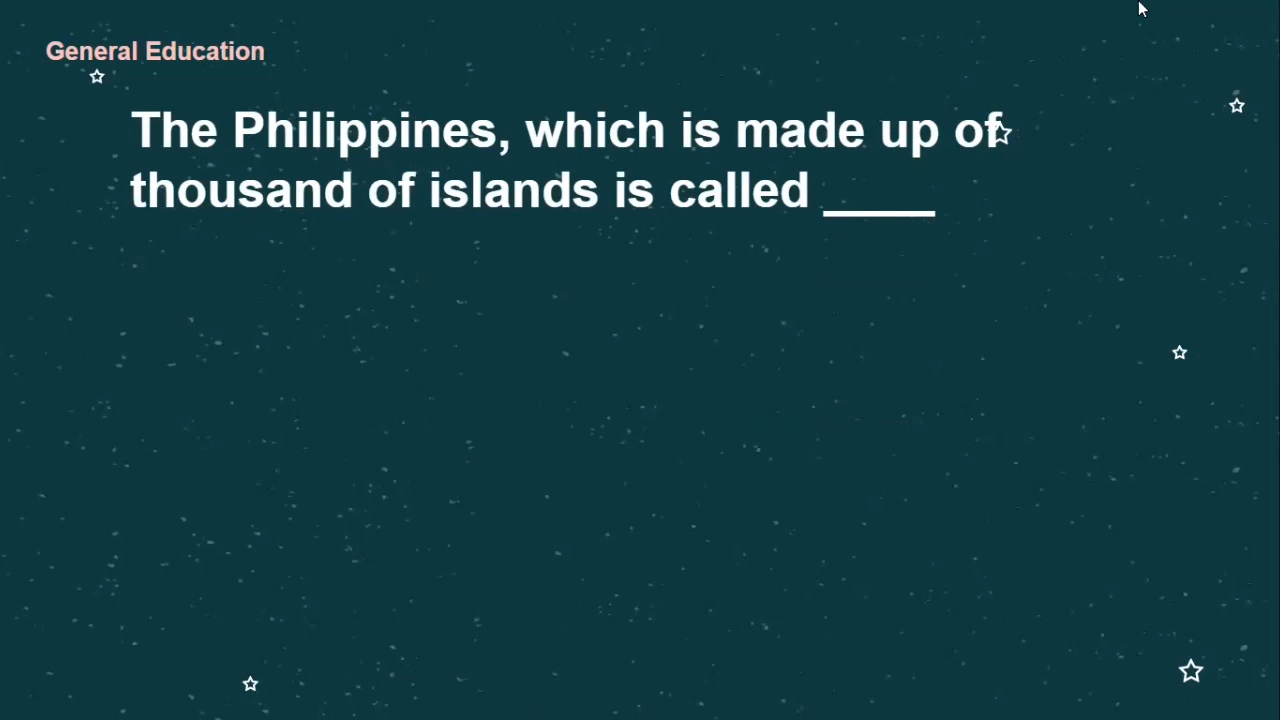 General Education
The Philippines, which is made up of
thousand of islands is called ____